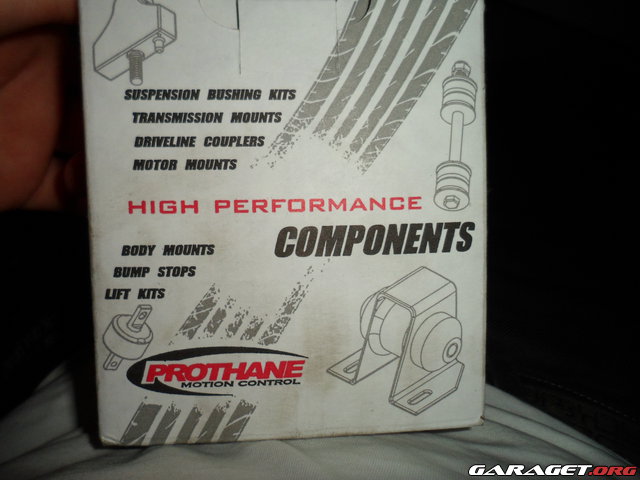 SUSPENSION BUSHING KITS
TRANSMISSION MOUNTS
DRIVELINE COUPLERS
MOTOR MOUNTS
HIGH PERFORMANCE
COMPONENTS
BODY MOUNTS
BUMP STOPS
LIFT KITS
PROTHANE
MOTION CONTROL
GARAGET.ORG